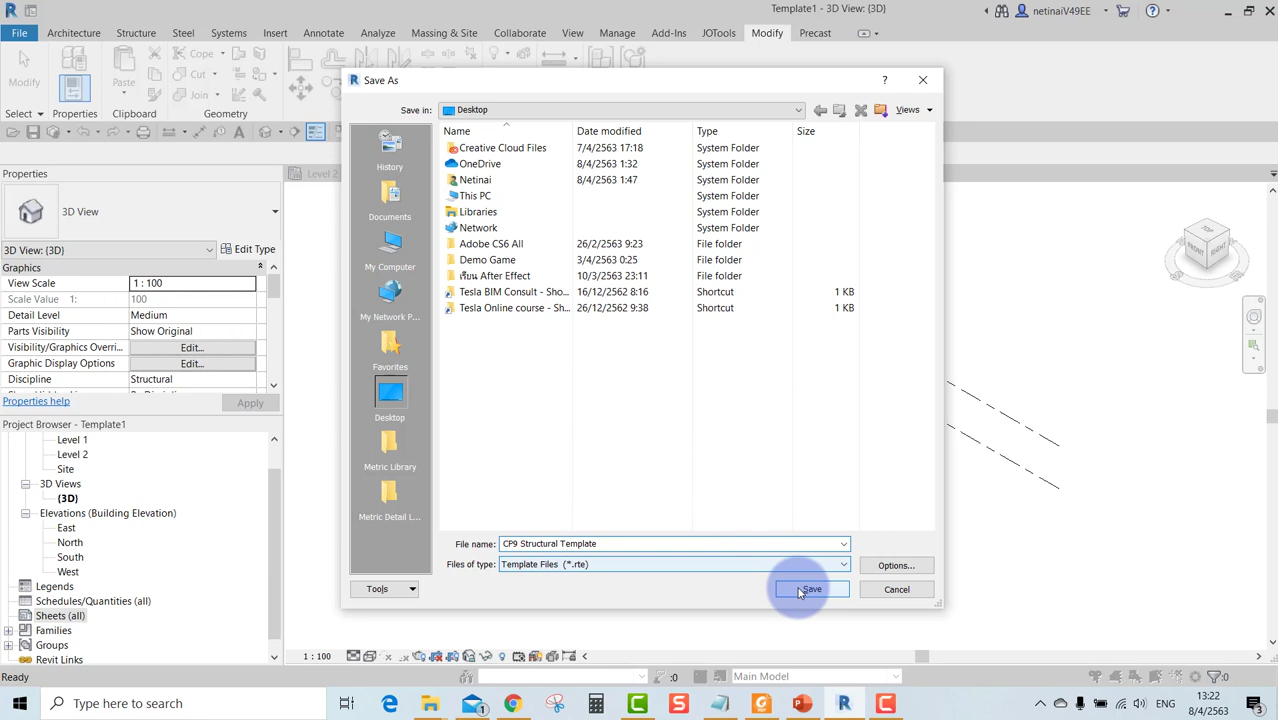 Template1 - 3D View: {3D}
netinaiV49EE
File Architecture Structure Steel Systems Insert Annotate Analyze Massing & Site Collaborate View Manage Add-Ins JOTools Modify Precast
Modify
Paste
Cope
Cut
Join
Select Properties Clipboard Geometry
Save As
Save in: Desktop Views
Name Date modified Type Size
Creative Cloud Files 7/4/2563 17:18 System Folder
OneDrive 8/4/2563 1:32 System Folder
Netinai 8/4/2563 1:47 System Folder
This PC System Folder
Libraries System Folder
Network System Folder
Adobe CS6 All 26/2/2563 9:23 File folder
Demo Game 3/4/2563 0:25 File folder
เรียน After Effect 10/3/2563 23:11 File folder
Tesla BIM Consult - Sho... 16/12/2562 8:16 Shortcut 1 KB
Tesla Online course - Sh... 26/12/2562 9:38 Shortcut 1 KB
History
Documents
My Computer
My Network P...
Favorites
Desktop
Metric Library
Metric Detail L...
File name: CP9 Structural Template
Files of type: Template Files (*.rte) Options...
Tools Save Cancel
Properties
3D View
3D View: {3D} Edit Type
Graphics
View Scale 1 : 100
Scale Value 1: 100
Detail Level Medium
Parts Visibility Show Original
Visibility/Graphics Overri... Edit...
Graphic Display Options Edit...
Discipline Structural
Properties help Apply
Project Browser - Template1
Level 1
Level 2
Site
3D Views
{3D}
Elevations (Building Elevation)
East
North
South
West
Legends
Schedules/Quantities (all)
Sheets (all)
Families
Groups
Revit Links
Level 2
TOP
FRONT
RIGHT
1 : 100
Ready :0 Main Model :0
Type here to search
1
ENG
13:22
8/4/2563
3